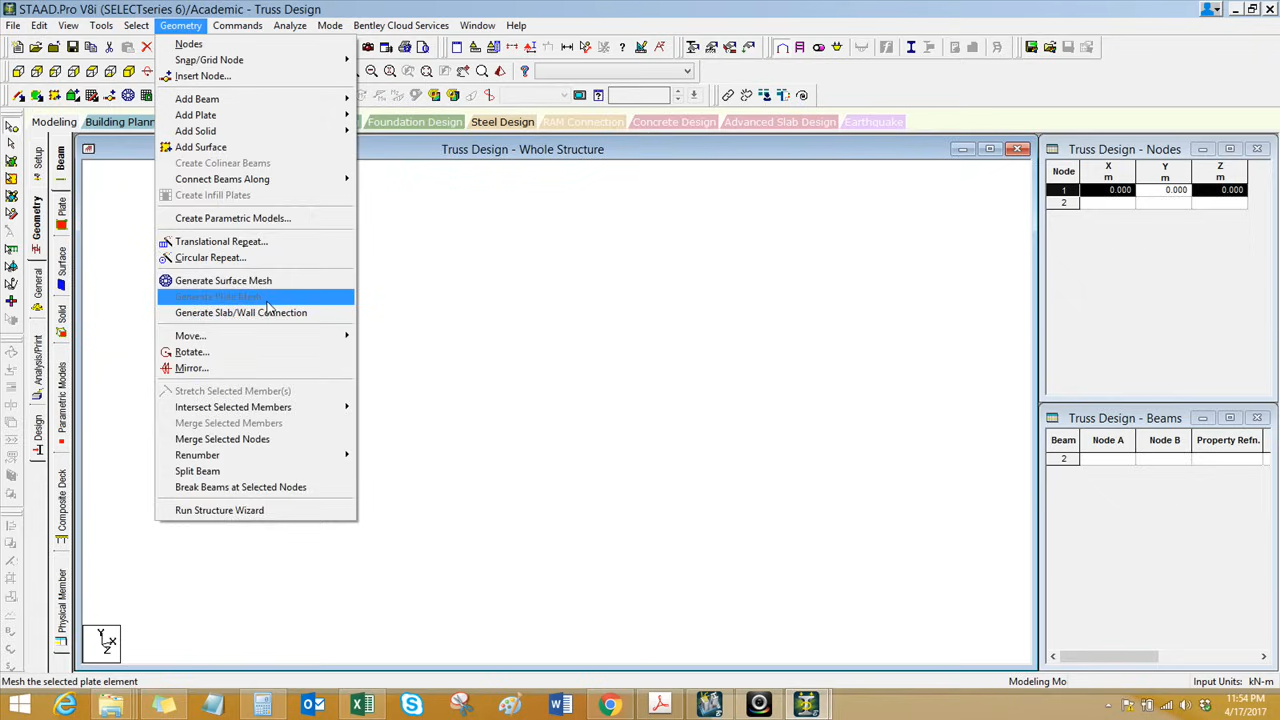 STAAD.Pro V8i (SELECTseries 6)/Academic - Truss Design
File Edit View Tools Select Geometry Commands Analyze Mode Bentley Cloud Services Window Help
Nodes
Snap/Grid Node
Insert Node...
Add Beam
Add Plate
Add Solid
Add Surface
Create Colinear Beams
Connect Beams Along
Create Infill Plates
Create Parametric Models...
Translational Repeat...
Circular Repeat...
Generate Surface Mesh
Generate Plate Mesh
Generate Slab/Wall Connection
Move...
Rotate...
Mirror...
Stretch Selected Member(s)
Intersect Selected Members
Merge Selected Members
Merge Selected Nodes
Renumber
Split Beam
Break Beams at Selected Nodes
Run Structure Wizard
Modeling Building Plann Foundation Design Steel Design RAM Connection Concrete Design Advanced Slab Design Earthquake
Setup
Geometry
General
Analysis/Print
Design
Beam
Plate
Surface
Solid
Parametric Models
Composite Deck
Physical Member
Truss Design - Whole Structure
Y
X
Z
Truss Design - Nodes
Node X m Y m Z m
1 0.000 0.000 0.000
2
Truss Design - Beams
Beam Node A Node B Property Refn.
2
Mesh the selected plate element
Modeling Mo
Input Units: kN-m
11:54 PM
4/17/2017